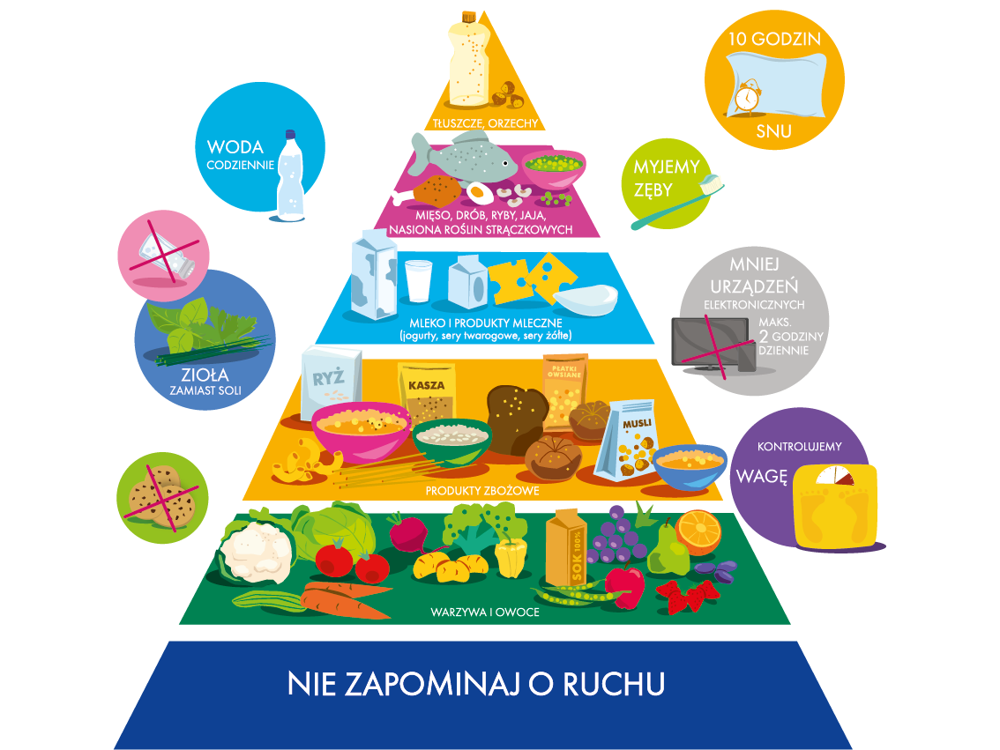 10 GODZIN
SNU
WODA
CODZIENNIE
TŁUSZCZE, ORZECHY
MYJEMY
ZĘBY
MIĘSO, DRÓB, RYBY, JAJA,
NASIONA ROŚLIN STRĄCZKOWYCH
MNIEJ
URZĄDZEŃ
ELEKTRONICZNYCH
MAKS.
2 GODZINY
DZIENNIE
MLEKO I PRODUKTY MLECZNE
(jogurty, sery twarogowe, sery żółte)
ZIOŁA
ZAMIAST SOLI
RYŻ
KASZA
PŁATKI
OWSIANE
MUSLI
PRODUKTY ZBOŻOWE
KONTROLUJEMY
WAGĘ
SOK 100%
WARZYWA I OWOCE
NIE ZAPOMINAJ O RUCHU